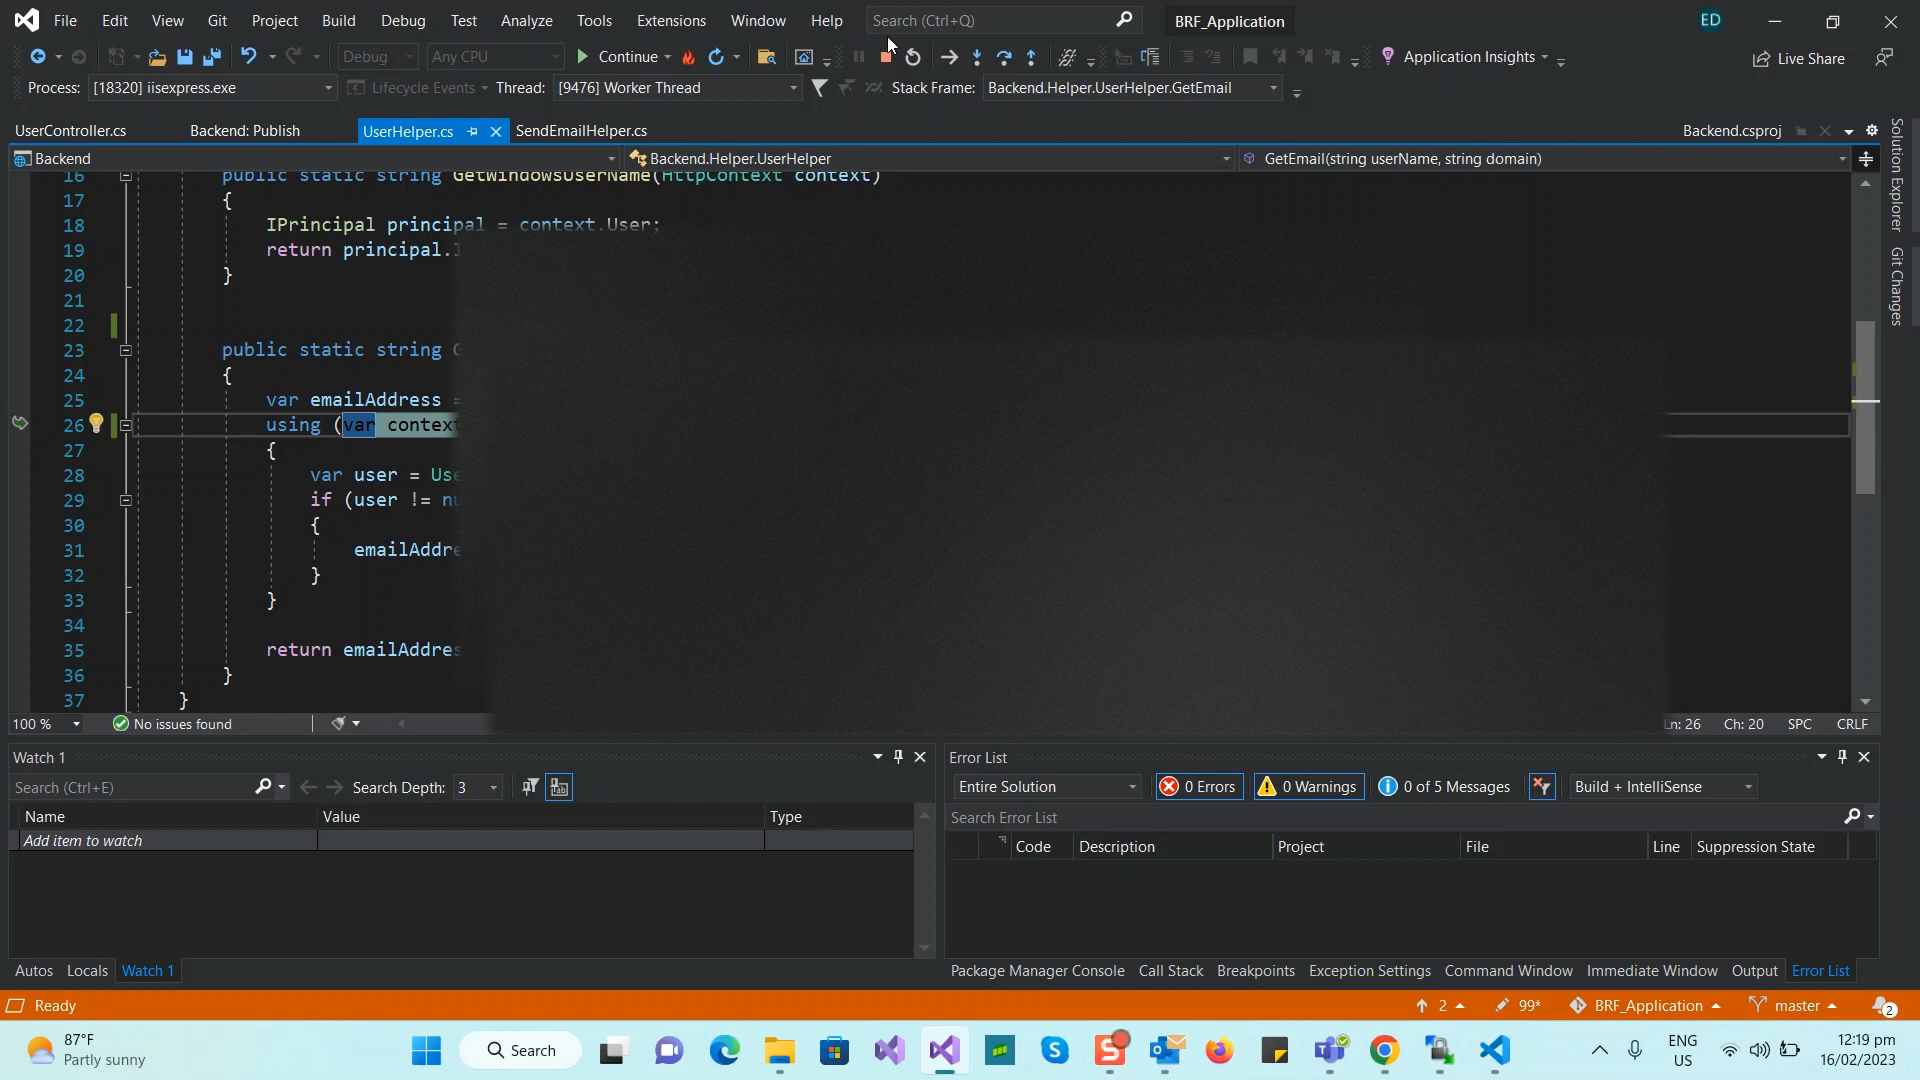 File Edit View Git Project Build Debug Test Analyze Tools Extensions Window Help Search (Ctrl+Q) BRF_Application ED
Debug Any CPU Continue Application Insights Live Share
Process: [18320] iisexpress.exe Lifecycle Events Thread: [9476] Worker Thread Stack Frame: Backend.Helper.UserHelper.GetEmail
UserController.cs Backend: Publish UserHelper.cs SendEmailHelper.cs Backend.csproj
Backend Backend.Helper.UserHelper GetEmail(string userName, string domain)
Solution Explorer
Git Changes
16 public static string GetWindowsUserName(HttpContext context)
17 {
18 IPrincipal principal = context.User;
19 return principal.
20 }
21
22
23 public static string
24 {
25 var emailAddress =
26 using (var context
27 {
28 var user = Use
29 if (user != nu
30 {
31 emailAddre
32 }
33 }
34
35 return emailAddres
36 }
37 }
100 % No issues found Ln: 26 Ch: 20 SPC CRLF
Watch 1
Search (Ctrl+E) Search Depth: 3
Name Value Type
Add item to watch
Autos Locals Watch 1
Error List
Entire Solution 0 Errors 0 Warnings 0 of 5 Messages Build + IntelliSense
Search Error List
Code Description Project File Line Suppression State
Package Manager Console Call Stack Breakpoints Exception Settings Command Window Immediate Window Output Error List
Ready 2 99* BRF_Application master 2
87°F
Partly sunny
Search
ENG
US
12:19 pm
16/02/2023